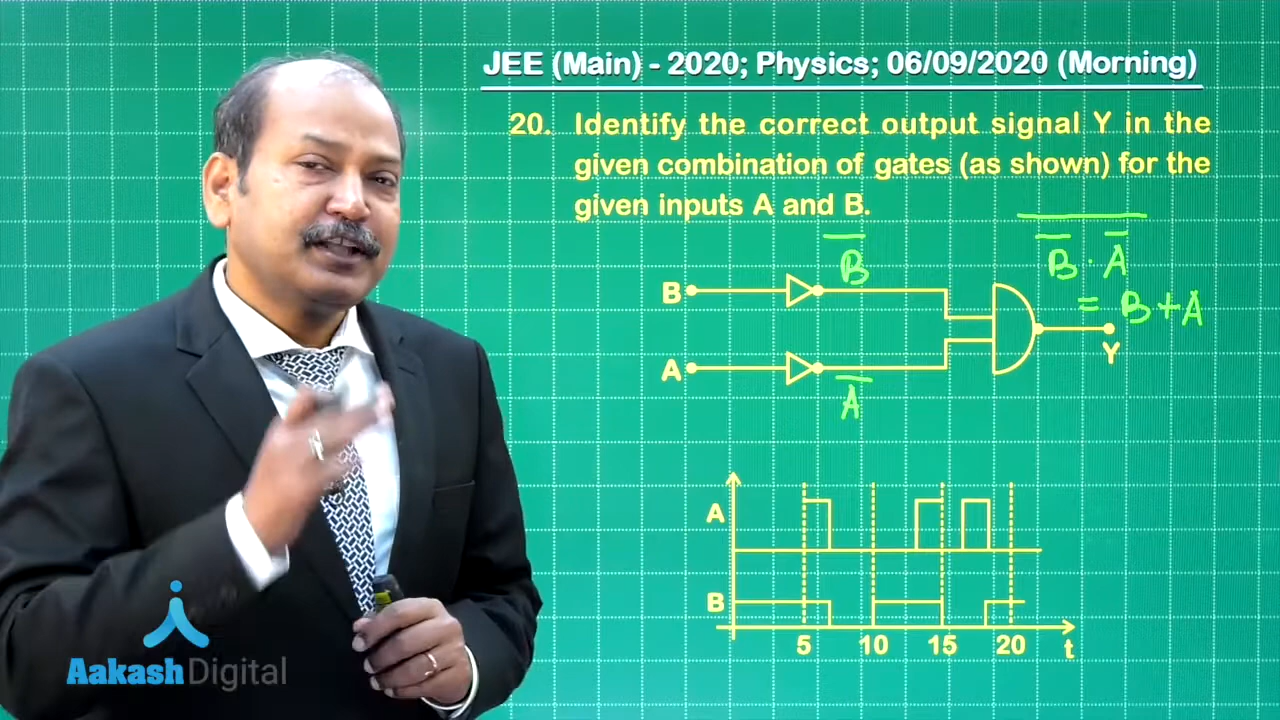 JEE (Main) - 2020; Physics; 06/09/2020 (Morning)
20. Identify the correct output signal Y in the
given combination of gates (as shown) for the
given inputs A and B.
B̅
B̅ · A̅
B
= B + A
Y
A
A̅
A
B
5 10 15 20
t
Aakash Digital